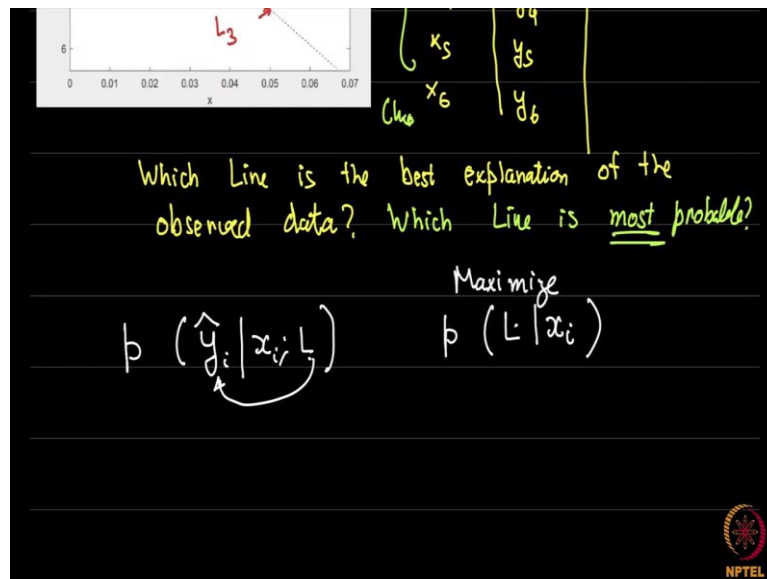 L3
6
0 0.01 0.02 0.03 0.04 0.05 0.06 0.07
x
x5 y5
x6 y6
Which Line is the best explanation of the
observed data? Which Line is most probable?
Maximize
p (ŷi | xi; L) p (L | xi)
NPTEL